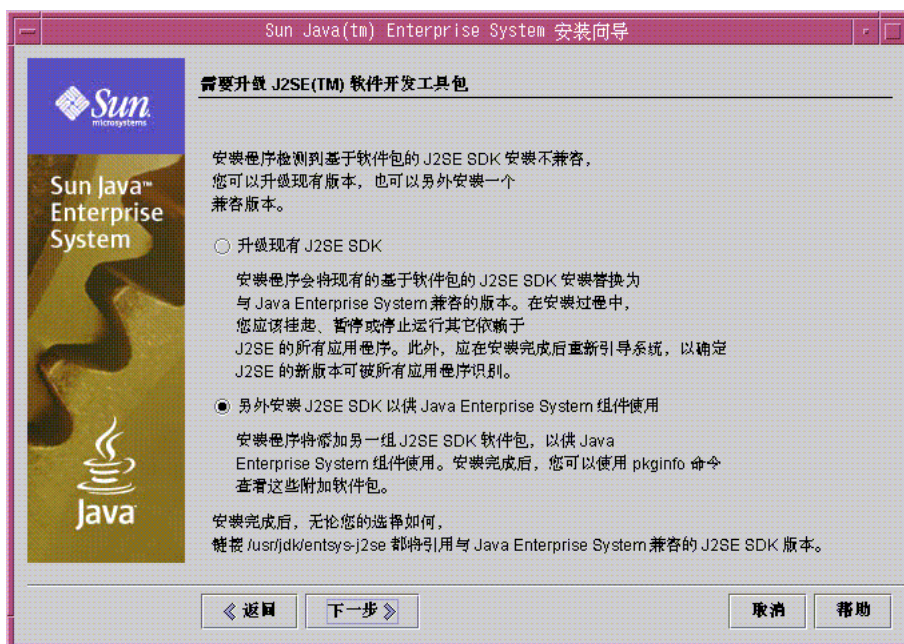 Sun Java(tm) Enterprise System 安装向导
Sun
microsystems
Sun Java™
Enterprise
System
Java
需要升级 J2SE(TM) 软件开发工具包
安装程序检测到基于软件包的 J2SE SDK 安装不兼容，
您可以升级现有版本，也可以另外安装一个
兼容版本。
升级现有 J2SE SDK
安装程序会将现有的基于软件包的 J2SE SDK 安装替换为
与 Java Enterprise System 兼容的版本。在安装过程中，
您应该挂起、暂停或停止运行其它依赖于
J2SE 的所有应用程序。此外，应在安装完成后重新引导系统，以确定
J2SE 的新版本可被所有应用程序识别。
另外安装 J2SE SDK 以供 Java Enterprise System 组件使用
安装程序将添加另一组 J2SE SDK 软件包，以供 Java
Enterprise System 组件使用。安装完成后，您可以使用 pkginfo 命令
查看这些附加软件包。
安装完成后，无论您的选择如何，
链接 /usr/jdk/entsys-j2se 都将引用与 Java Enterprise System 兼容的 J2SE SDK 版本。
返回
下一步
取消
帮助